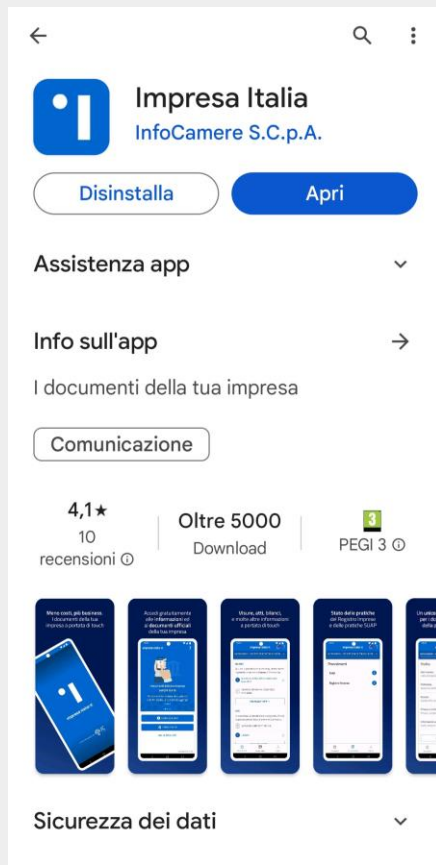 Impresa Italia
InfoCamere S.C.p.A.
Disinstalla
Apri
Assistenza app
Info sull'app
I documenti della tua impresa
Comunicazione
4,1★
10
recensioni
Oltre 5000
Download
3
PEGI 3
Meno costi, più business.
I documenti della tua
impresa a portata di touch
Accedi gratuitamente
alle informazioni ed
ai documenti ufficiali
della tua impresa
Visure, atti, bilanci,
e molte altre informazioni
a portata di touch
Stato delle pratiche
del Registro Imprese
e delle pratiche SUAP
Sicurezza dei dati